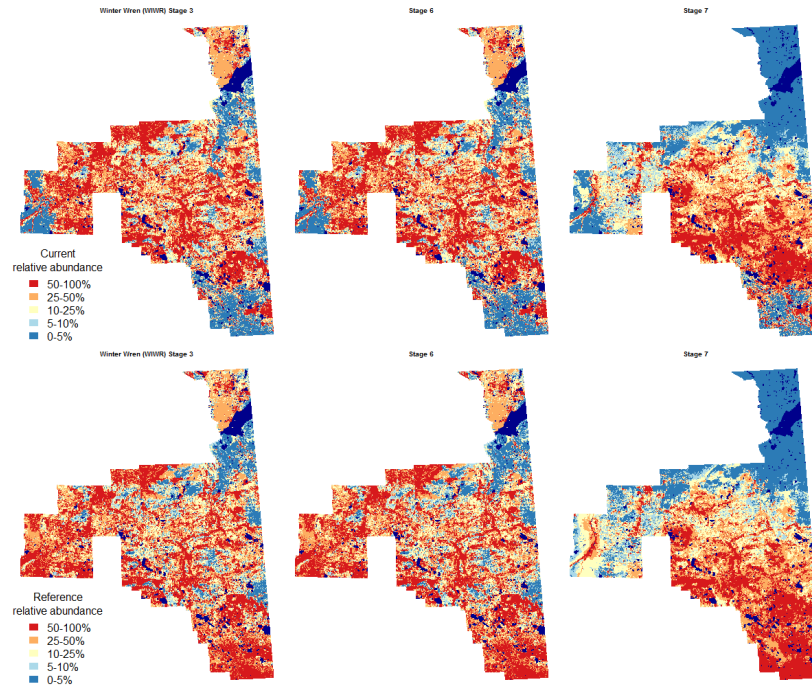 Winter Wren (WIWR) Stage 3
Stage 6
Stage 7
Current
relative abundance
50-100%
25-50%
10-25%
5-10%
0-5%
Winter Wren (WIWR) Stage 3
Stage 6
Stage 7
Reference
relative abundance
50-100%
25-50%
10-25%
5-10%
0-5%